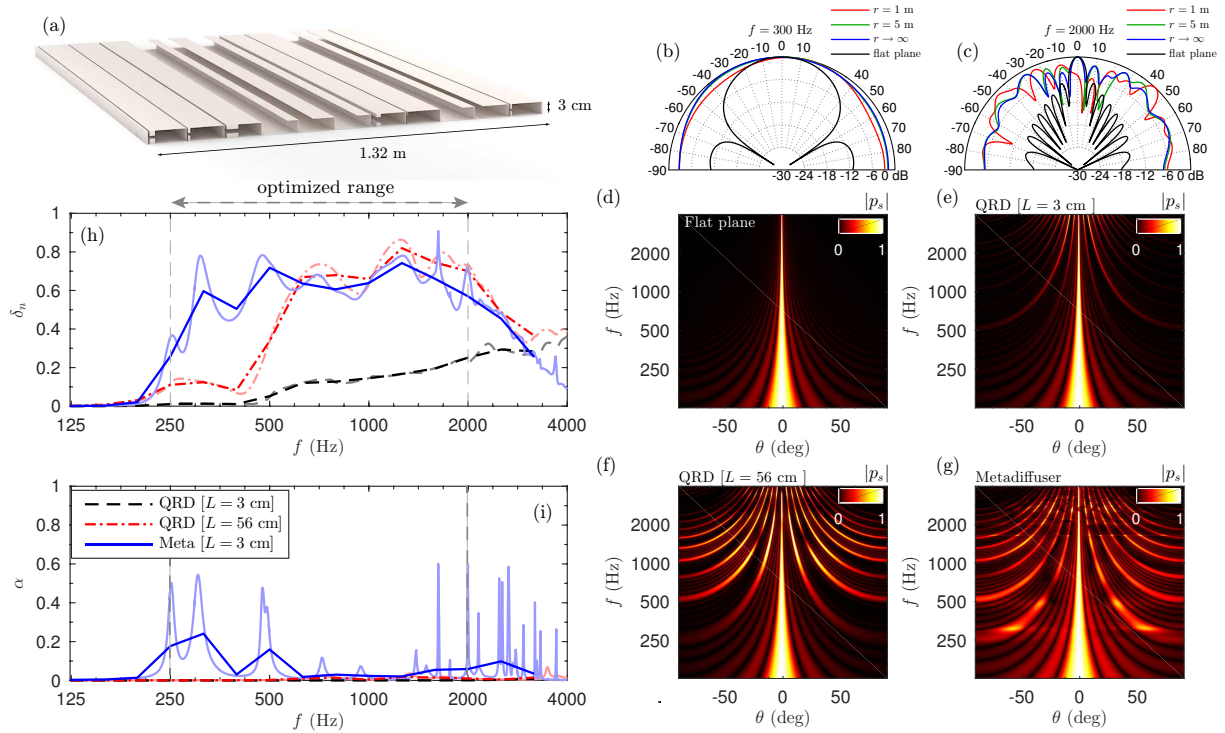 (a)
3 cm
1.32 m
(b)
f = 300 Hz
r = 1 m
r = 5 m
r → ∞
flat plane
-90 -80 -70 -60 -50 -40 -30 -20 -10 0 10 40 60 70 80
-30 -24 -18 -12 -6 0 dB
(c)
f = 2000 Hz
r = 1 m
r = 5 m
r → ∞
flat plane
-90 -80 -70 -60 -50 -40 -30 -20 -10 0 10 40 60 70 80
-30 -24 -18 -12 -6 0 dB
optimized range
(h)
δn
1
0.8
0.6
0.4
0.2
0
125 250 500 1000 2000 4000
f (Hz)
(i)
QRD [L = 3 cm]
QRD [L = 56 cm]
Meta [L = 3 cm]
α
1
0.8
0.6
0.4
0.2
0
125 250 500 1000 2000 4000
f (Hz)
(d)
Flat plane
|ps|
0 1
f (Hz)
2000
1000
500
250
-50 0 50
θ (deg)
(e)
QRD [L = 3 cm ]
|ps|
0 1
f (Hz)
2000
1000
500
250
-50 0 50
θ (deg)
(f)
QRD [L = 56 cm ]
|ps|
0 1
f (Hz)
2000
1000
500
250
-50 0 50
θ (deg)
(g)
Metadiffuser
|ps|
0 1
f (Hz)
2000
1000
500
250
-50 0 50
θ (deg)